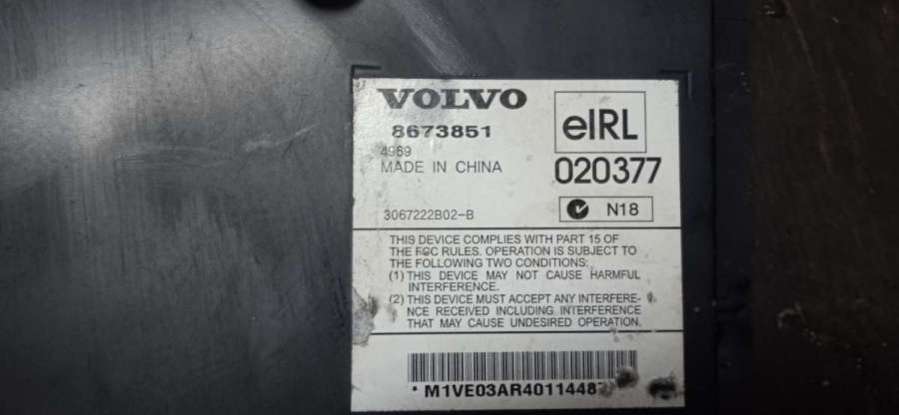 VOLVO
8673851
4969
MADE IN CHINA
eIRL
020377
N18
3067222B02-B
THIS DEVICE COMPLIES WITH PART 15 OF
THE FCC RULES. OPERATION IS SUBJECT TO
THE FOLLOWING TWO CONDITIONS:
(1) THIS DEVICE MAY NOT CAUSE HARMFUL
INTERFERENCE.
(2) THIS DEVICE MUST ACCEPT ANY INTERFERE-
NCE RECEIVED INCLUDING INTERFERENCE
THAT MAY CAUSE UNDESIRED OPERATION.